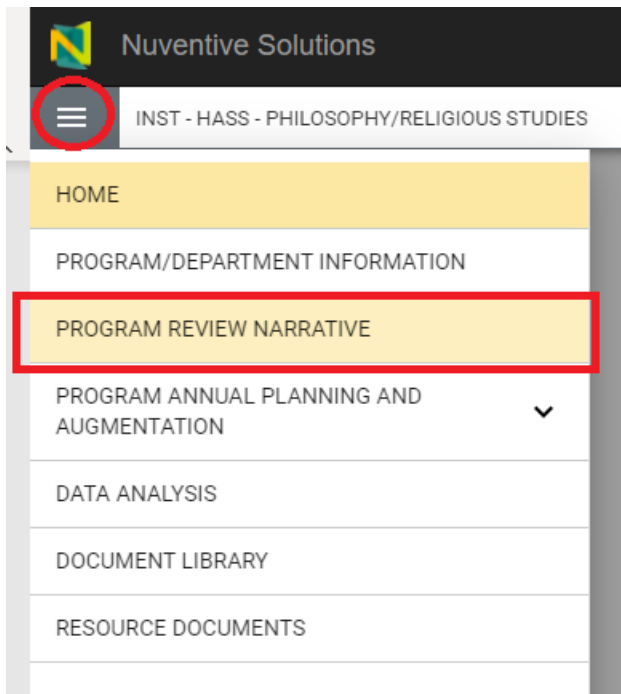 Nuventive Solutions
INST - HASS - PHILOSOPHY/RELIGIOUS STUDIES
HOME
PROGRAM/DEPARTMENT INFORMATION
PROGRAM REVIEW NARRATIVE
PROGRAM ANNUAL PLANNING AND
AUGMENTATION
DATA ANALYSIS
DOCUMENT LIBRARY
RESOURCE DOCUMENTS